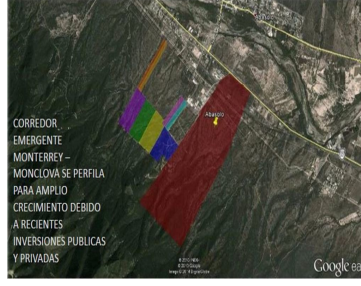 Abasolo
CORREDOR
EMERGENTE
MONTERREY –
MONCLOVA SE PERFILA
PARA AMPLIO
CRECIMIENTO DEBIDO
A RECIENTES
INVERSIONES PUBLICAS
Y PRIVADAS
Google ea